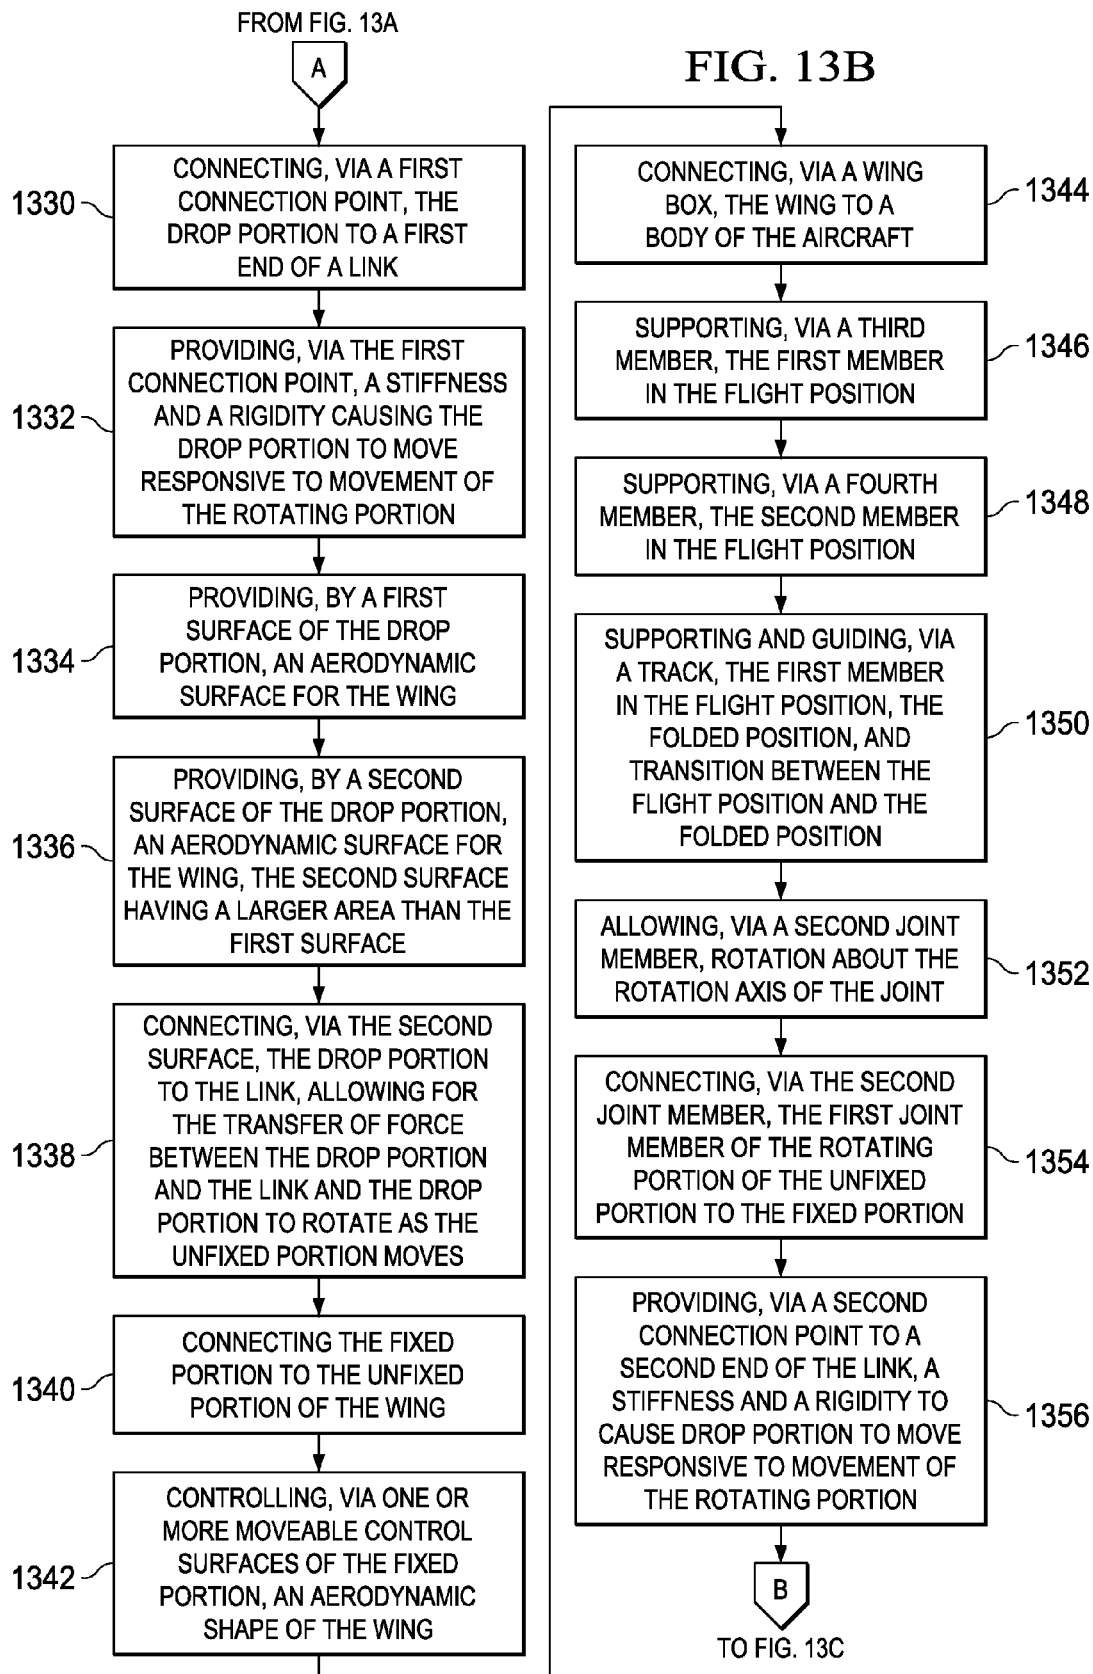 FROM FIG. 13A
A
FIG. 13B
1330
CONNECTING, VIA A FIRST
CONNECTION POINT, THE
DROP PORTION TO A FIRST
END OF A LINK
1332
PROVIDING, VIA THE FIRST
CONNECTION POINT, A STIFFNESS
AND A RIGIDITY CAUSING THE
DROP PORTION TO MOVE
RESPONSIVE TO MOVEMENT OF
THE ROTATING PORTION
1334
PROVIDING, BY A FIRST
SURFACE OF THE DROP
PORTION, AN AERODYNAMIC
SURFACE FOR THE WING
1336
PROVIDING, BY A SECOND
SURFACE OF THE DROP PORTION,
AN AERODYNAMIC SURFACE FOR
THE WING, THE SECOND SURFACE
HAVING A LARGER AREA THAN THE
FIRST SURFACE
1338
CONNECTING, VIA THE SECOND
SURFACE, THE DROP PORTION
TO THE LINK, ALLOWING FOR
THE TRANSFER OF FORCE
BETWEEN THE DROP PORTION
AND THE LINK AND THE DROP
PORTION TO ROTATE AS THE
UNFIXED PORTION MOVES
1340
CONNECTING THE FIXED
PORTION TO THE UNFIXED
PORTION OF THE WING
1342
CONTROLLING, VIA ONE OR
MORE MOVEABLE CONTROL
SURFACES OF THE FIXED
PORTION, AN AERODYNAMIC
SHAPE OF THE WING
CONNECTING, VIA A WING
BOX, THE WING TO A
BODY OF THE AIRCRAFT
1344
SUPPORTING, VIA A THIRD
MEMBER, THE FIRST MEMBER
IN THE FLIGHT POSITION
1346
SUPPORTING, VIA A FOURTH
MEMBER, THE SECOND MEMBER
IN THE FLIGHT POSITION
1348
SUPPORTING AND GUIDING, VIA
A TRACK, THE FIRST MEMBER
IN THE FLIGHT POSITION, THE
FOLDED POSITION, AND
TRANSITION BETWEEN THE
FLIGHT POSITION AND THE
FOLDED POSITION
1350
ALLOWING, VIA A SECOND JOINT
MEMBER, ROTATION ABOUT THE
ROTATION AXIS OF THE JOINT
1352
CONNECTING, VIA THE SECOND
JOINT MEMBER, THE FIRST JOINT
MEMBER OF THE ROTATING
PORTION OF THE UNFIXED
PORTION TO THE FIXED PORTION
1354
PROVIDING, VIA A SECOND
CONNECTION POINT TO A
SECOND END OF THE LINK, A
STIFFNESS AND A RIGIDITY TO
CAUSE DROP PORTION TO MOVE
RESPONSIVE TO MOVEMENT OF
THE ROTATING PORTION
1356
B
TO FIG. 13C